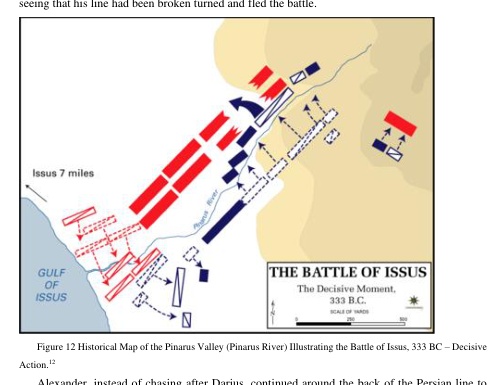 seeing that his line had been broken turned and fled the battle.
Issus 7 miles
Pinarus River
GULF
OF
ISSUS
THE BATTLE OF ISSUS
The Decisive Moment,
333 B.C.
SCALE OF YARDS
0 250 500
Figure 12 Historical Map of the Pinarus Valley (Pinarus River) Illustrating the Battle of Issus, 333 BC – Decisive
Action.12
Alexander, instead of chasing after Darius, continued around the back of the Persian line to